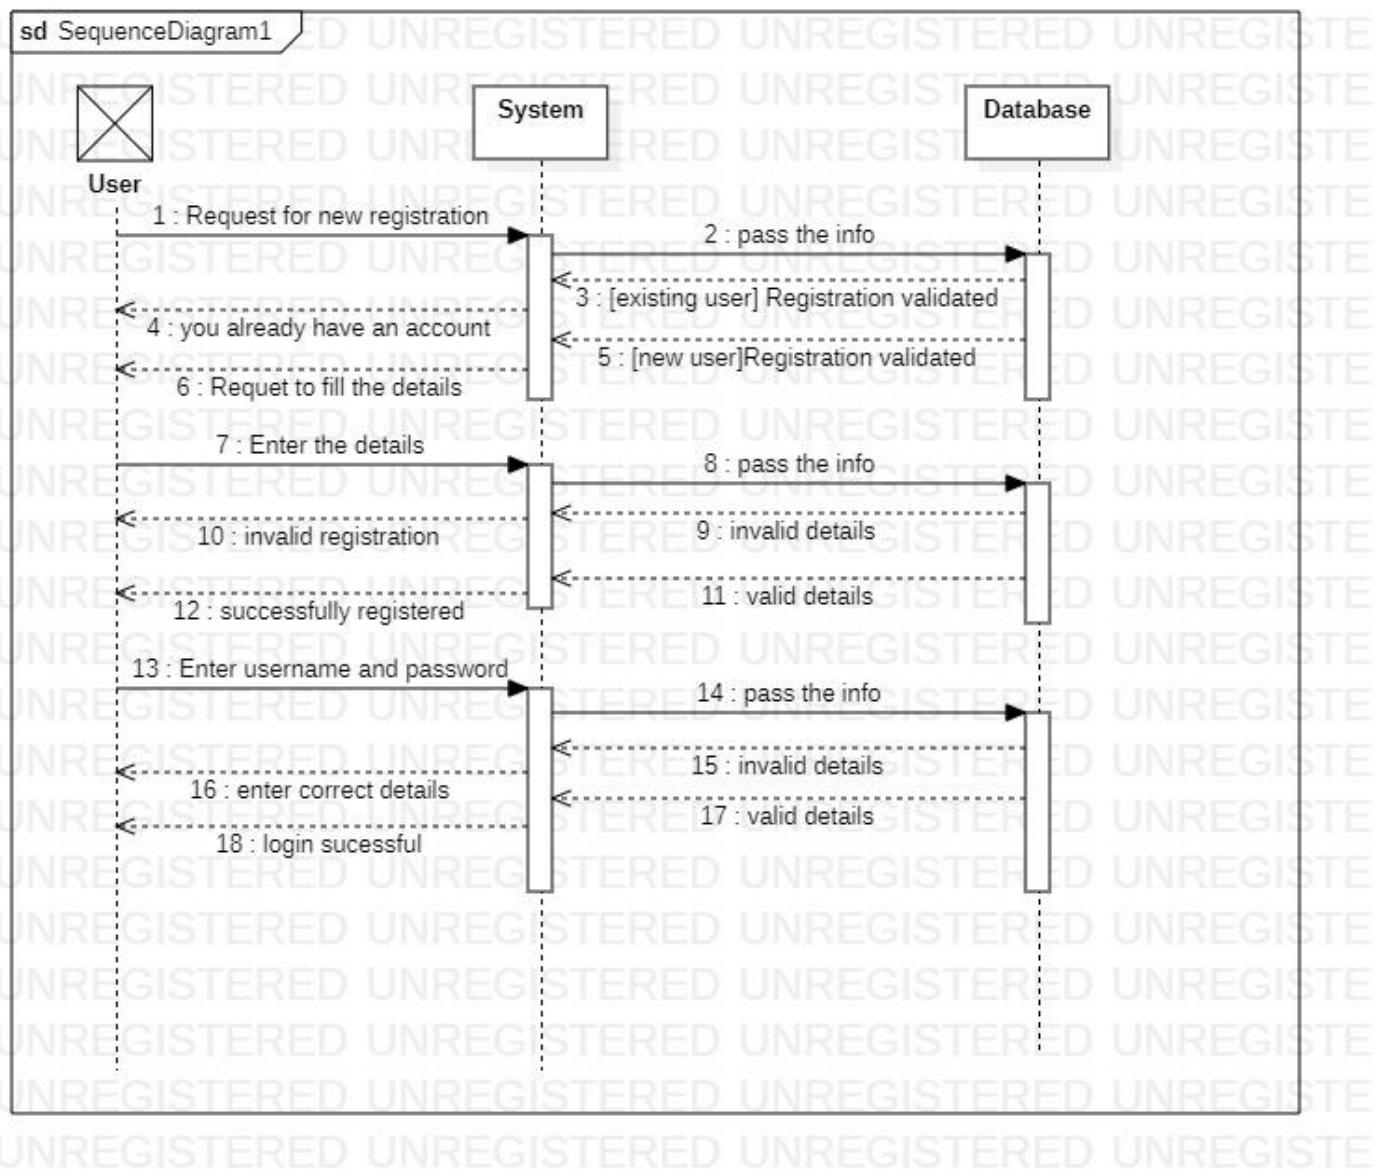 sd SequenceDiagram1
System
Database
User
1 : Request for new registration
2 : pass the info
3 : [existing user] Registration validated
4 : you already have an account
5 : [new user]Registration validated
6 : Requet to fill the details
7 : Enter the details
8 : pass the info
9 : invalid details
10 : invalid registration
11 : valid details
12 : successfully registered
13 : Enter username and password
14 : pass the info
15 : invalid details
16 : enter correct details
17 : valid details
18 : login sucessful
UNREGISTERED